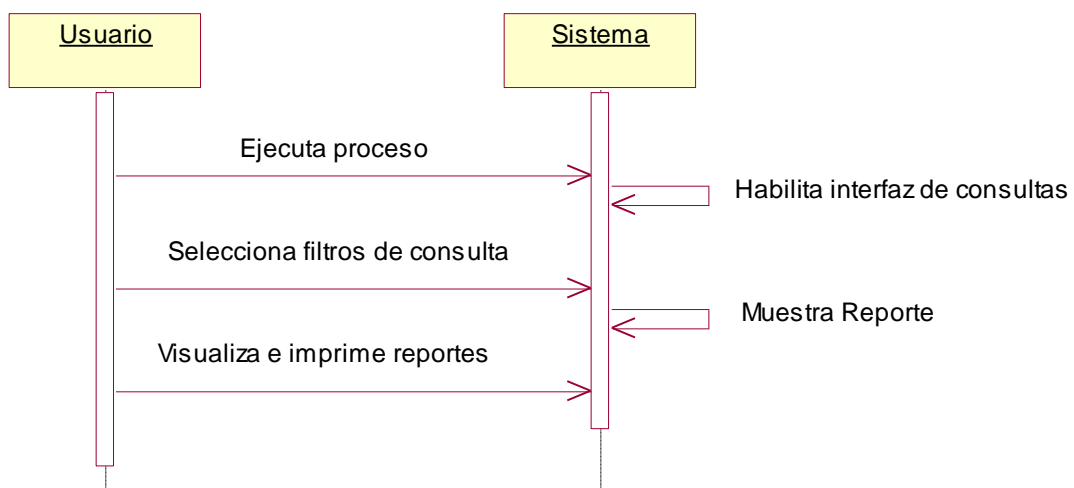 Usuario
Sistema
Ejecuta proceso
Habilita interfaz de consultas
Selecciona filtros de consulta
Muestra Reporte
Visualiza e imprime reportes